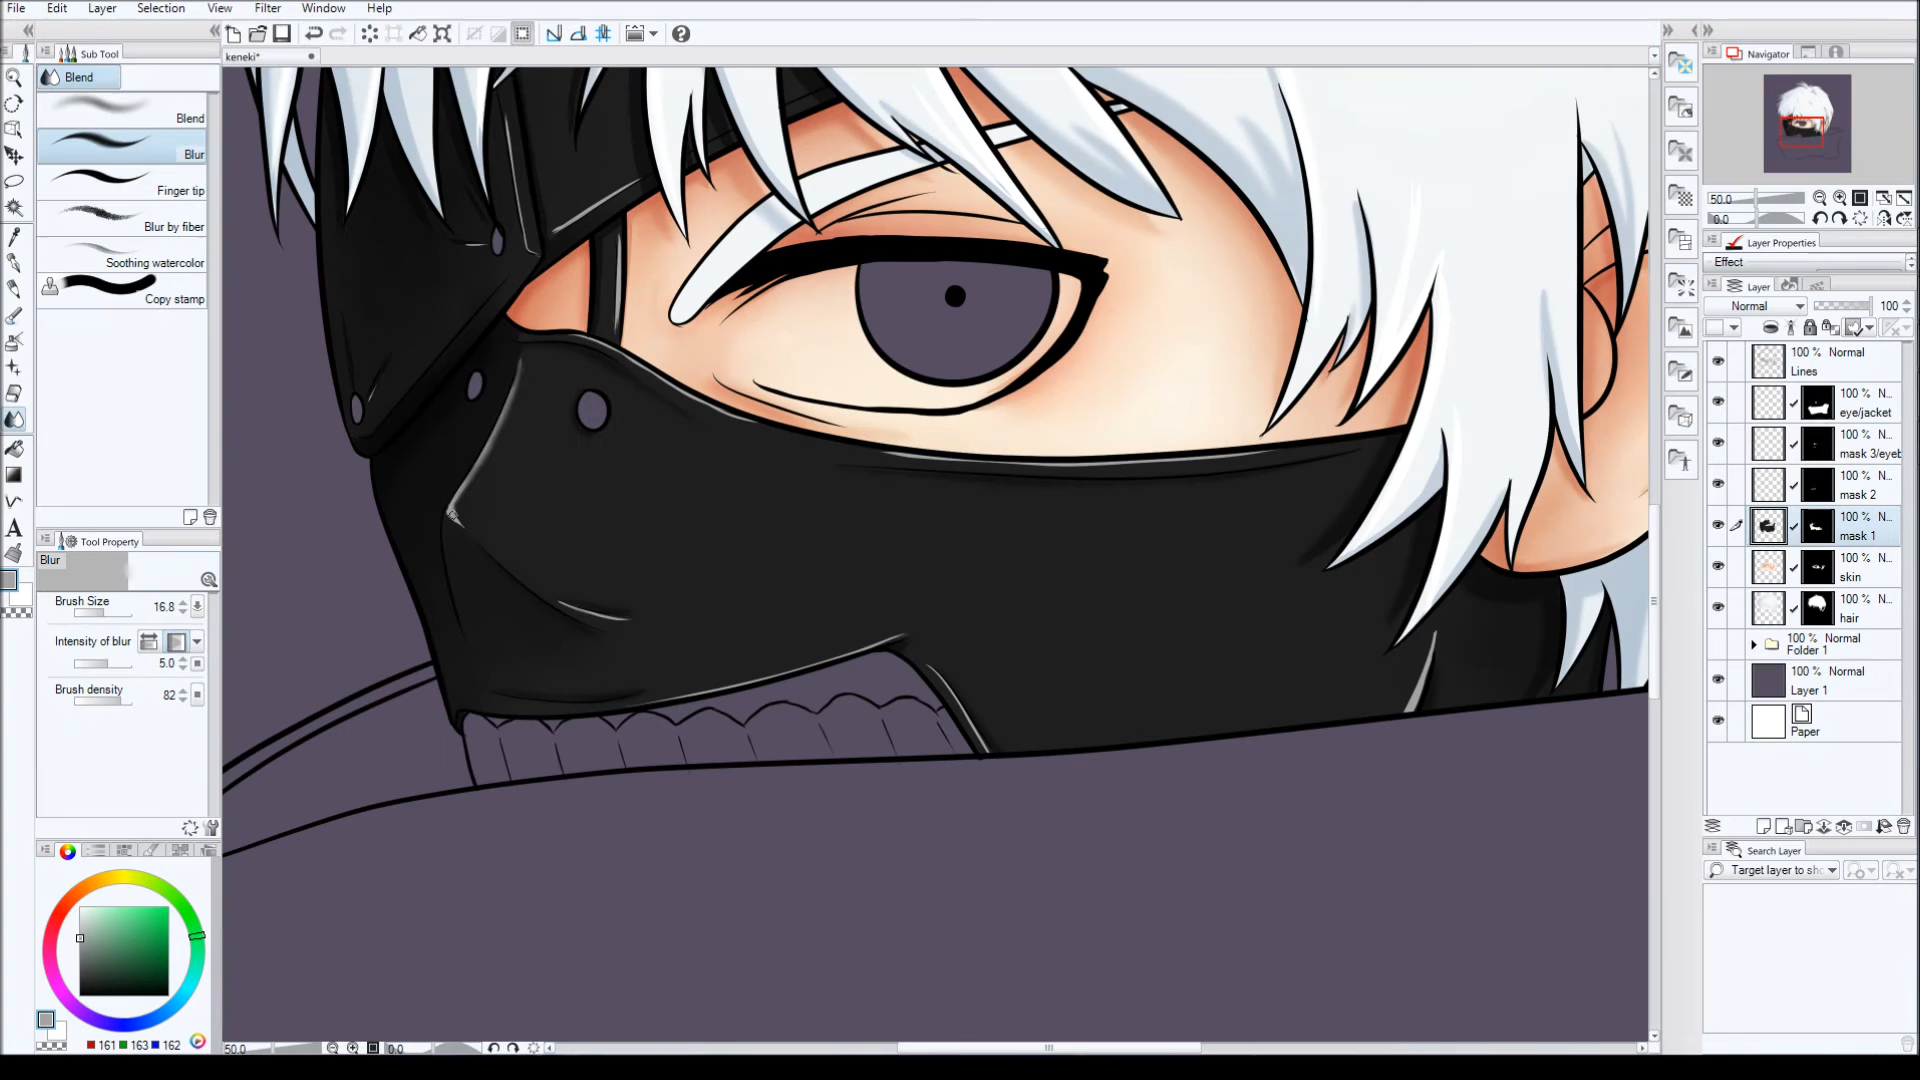 File Edit Layer Selection View Filter Window Help
Sub Tool
Navigator
keneki*
Blend
Blend
Blur
Finger tip
Blur by fiber
Soothing watercolor
Copy stamp
50.0
0.0
Layer Properties
Effect
Layer
Normal 100
100 % Normal
Lines
100 % N...
eye/jacket
100 % N...
mask 3/eyeb
100 % N...
mask 2
100 % N...
mask 1
100 % N...
skin
100 % N...
hair
100 % Normal
Folder 1
100 % Normal
Layer 1
Paper
Tool Property
Blur
Brush Size 16.8
Intensity of blur
5.0
Brush density 82
Search Layer
Target layer to sho
161 163 162
50.0 0.0